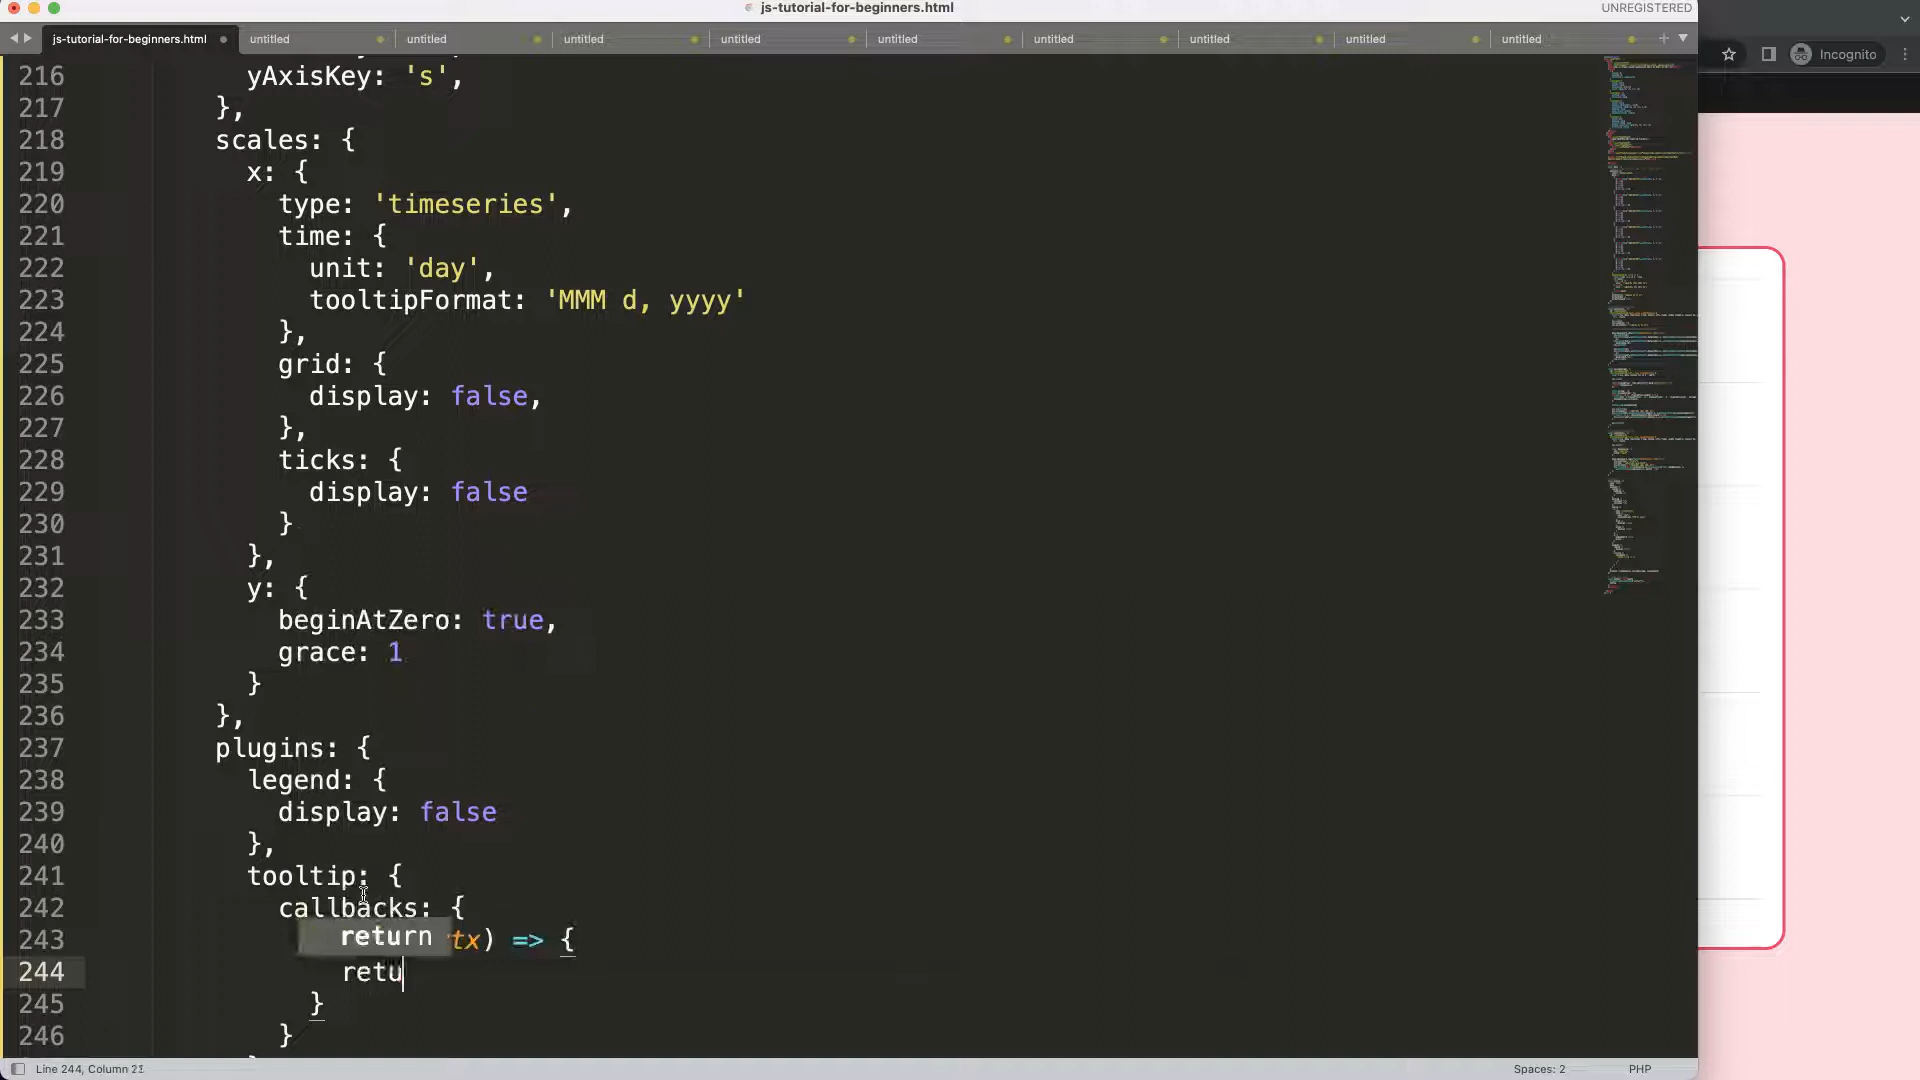 js-tutorial-for-beginners.html
UNREGISTERED
js-tutorial-for-beginners.html untitled untitled untitled untitled untitled untitled untitled untitled untitled
Incognito
216 yAxisKey: 's',
217 },
218 scales: {
219 x: {
220 type: 'timeseries',
221 time: {
222 unit: 'day',
223 tooltipFormat: 'MMM d, yyyy'
224 },
225 grid: {
226 display: false,
227 },
228 ticks: {
229 display: false
230 }
231 },
232 y: {
233 beginAtZero: true,
234 grace: 1
235 }
236 },
237 plugins: {
238 legend: {
239 display: false
240 },
241 tooltip: {
242 callbacks: {
return
243 tx) => {
244 retu
245 }
246 }
Line 244, Column 21
Spaces: 2
PHP